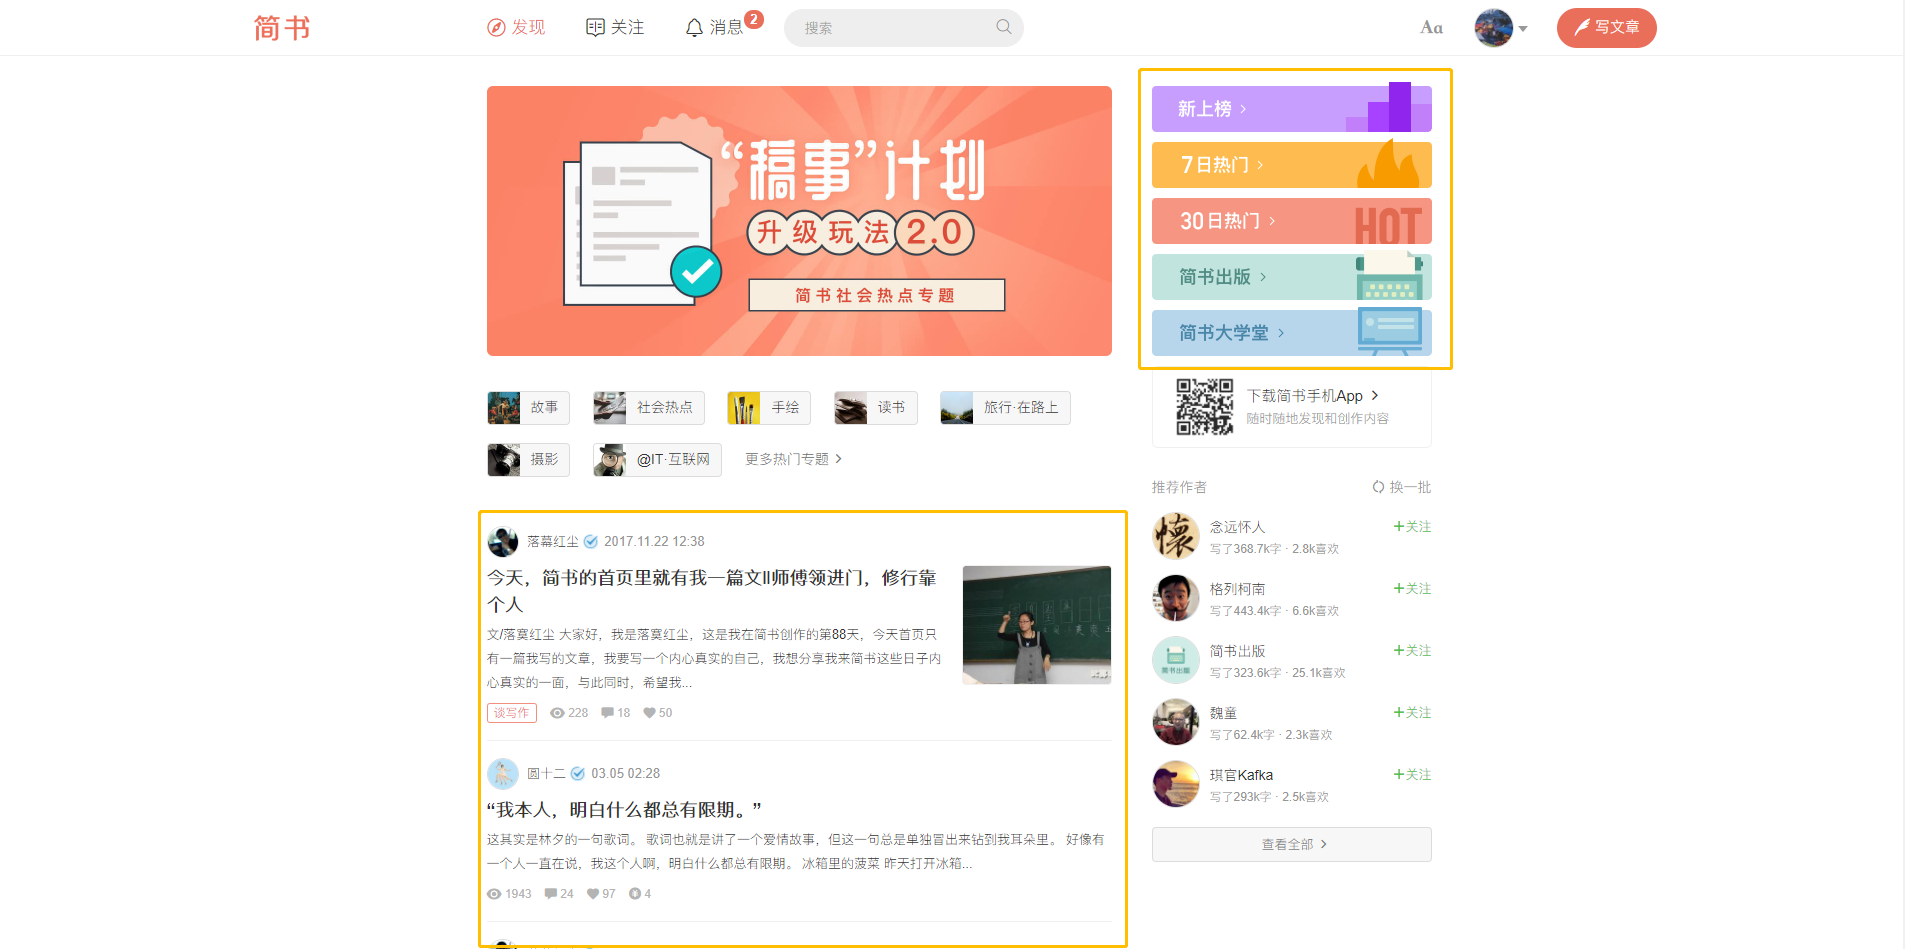 简书
发现
关注
消息
2
搜索
Aa
写文章
“稿事”计划
升级玩法2.0
简书社会热点专题
新上榜
7日热门
30日热门
HOT
简书出版
简书大学堂
下载简书手机App
随时随地发现和创作内容
故事
社会热点
手绘
读书
旅行·在路上
摄影
@IT·互联网
更多热门专题
落幕红尘 2017.11.22 12:38
今天，简书的首页里就有我一篇文||师傅领进门，修行靠
个人
文/落寞红尘 大家好，我是落寞红尘，这是我在简书创作的第88天，今天首页只
有一篇我写的文章，我要写一个内心真实的自己，我想分享我来简书这些日子内
心真实的一面，与此同时，希望我...
谈写作 228 18 50
圆十二 03.05 02:28
“我本人，明白什么都总有限期。”
这其实是林夕的一句歌词。 歌词也就是讲了一个爱情故事，但这一句总是单独冒出来钻到我耳朵里。 好像有
一个人一直在说，我这个人啊，明白什么都总有限期。 冰箱里的菠菜 昨天打开冰箱...
1943 24 97 4
推荐作者
换一批
懷
念远怀人
+关注
写了368.7k字 · 2.8k喜欢
格列柯南
+关注
写了443.4k字 · 6.6k喜欢
简书出版
简书出版
+关注
写了323.6k字 · 25.1k喜欢
魏童
+关注
写了62.4k字 · 2.3k喜欢
琪官Kafka
+关注
写了293k字 · 2.5k喜欢
查看全部